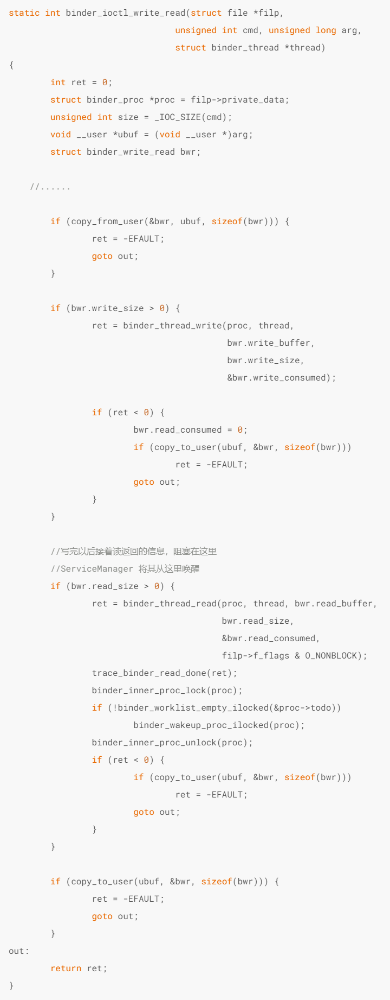 static int binder_ioctl_write_read(struct file *filp,
                                unsigned int cmd, unsigned long arg,
                                struct binder_thread *thread)
{
        int ret = 0;
        struct binder_proc *proc = filp->private_data;
        unsigned int size = _IOC_SIZE(cmd);
        void __user *ubuf = (void __user *)arg;
        struct binder_write_read bwr;

    //......

        if (copy_from_user(&bwr, ubuf, sizeof(bwr))) {
                ret = -EFAULT;
                goto out;
        }

        if (bwr.write_size > 0) {
                ret = binder_thread_write(proc, thread,
                                          bwr.write_buffer,
                                          bwr.write_size,
                                          &bwr.write_consumed);

                if (ret < 0) {
                        bwr.read_consumed = 0;
                        if (copy_to_user(ubuf, &bwr, sizeof(bwr)))
                                ret = -EFAULT;
                        goto out;
                }
        }

        //写完以后接着读返回的信息，阻塞在这里
        //ServiceManager 将其从这里唤醒
        if (bwr.read_size > 0) {
                ret = binder_thread_read(proc, thread, bwr.read_buffer,
                                         bwr.read_size,
                                         &bwr.read_consumed,
                                         filp->f_flags & O_NONBLOCK);
                trace_binder_read_done(ret);
                binder_inner_proc_lock(proc);
                if (!binder_worklist_empty_ilocked(&proc->todo))
                        binder_wakeup_proc_ilocked(proc);
                binder_inner_proc_unlock(proc);
                if (ret < 0) {
                        if (copy_to_user(ubuf, &bwr, sizeof(bwr)))
                                ret = -EFAULT;
                        goto out;
                }
        }

        if (copy_to_user(ubuf, &bwr, sizeof(bwr))) {
                ret = -EFAULT;
                goto out;
        }
out:
        return ret;
}